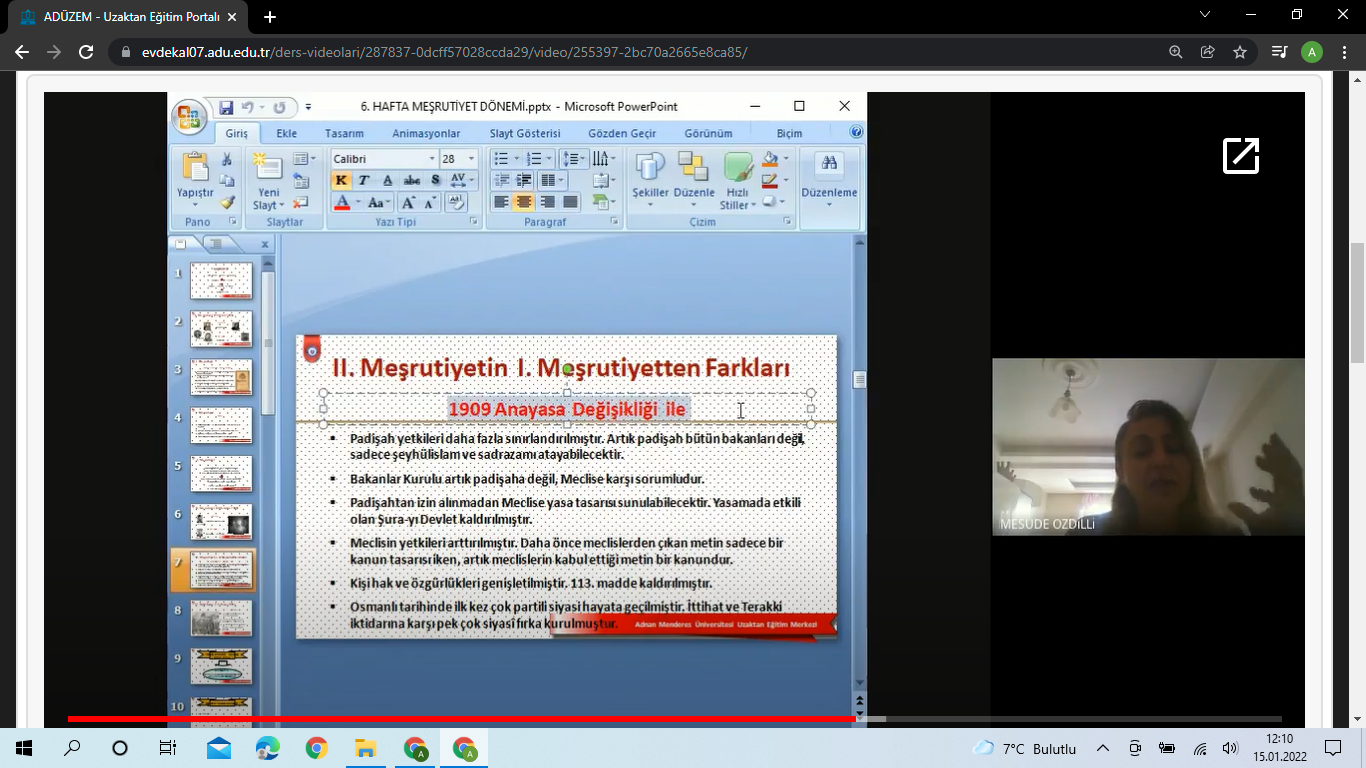 ADÜZEM - Uzaktan Eğitim Portalı
evdekal07.adu.edu.tr/ders-videolari/287837-0dcff57028ccda29/video/255397-2bc70a2665e8ca85/
A
6. HAFTA MEŞRUTİYET DÖNEMİ.pptx - Microsoft PowerPoint
Giriş Ekle Tasarım Animasyonlar Slayt Gösterisi Gözden Geçir Görünüm Biçim
Calibri 28
Yapıştır
Yeni
Slayt
K T A abc S AV
A Aa A A
Şekiller Düzenle Hızlı
Stiller
Düzenleme
Pano Slaytlar Yazı Tipi Paragraf Çizim
1
2
3
4
5
6
7
8
9
10
II. Meşrutiyetin I. Meşrutiyetten Farkları
1909 Anayasa Değişikliği ile
▪ Padişah yetkileri daha fazla sınırlandırılmıştır. Artık padişah bütün bakanları değil,
sadece şeyhülislam ve sadrazamı atayabilecektir.
▪ Bakanlar Kurulu artık padişaha değil, Meclise karşı sorumludur.
▪ Padişahtan izin alınmadan Meclise yasa tasarısı sunulabilecektir. Yasamada etkili
olan Şura-yı Devlet kaldırılmıştır.
▪ Meclisin yetkileri arttırılmıştır. Daha önce meclislerden çıkan metin sadece bir
kanun tasarısı iken, artık meclislerin kabul ettiği metin bir kanundur.
▪ Kişi hak ve özgürlükleri genişletilmiştir. 113. madde kaldırılmıştır.
▪ Osmanlı tarihinde ilk kez çok partili siyasi hayata geçilmiştir. İttihat ve Terakki
iktidarına karşı pek çok siyasî fırka kurulmuştur.
Adnan Menderes Üniversitesi Uzaktan Eğitim Merkezi
MESUDE OZDİLLİ
7°C Bulutlu
12:10
15.01.2022